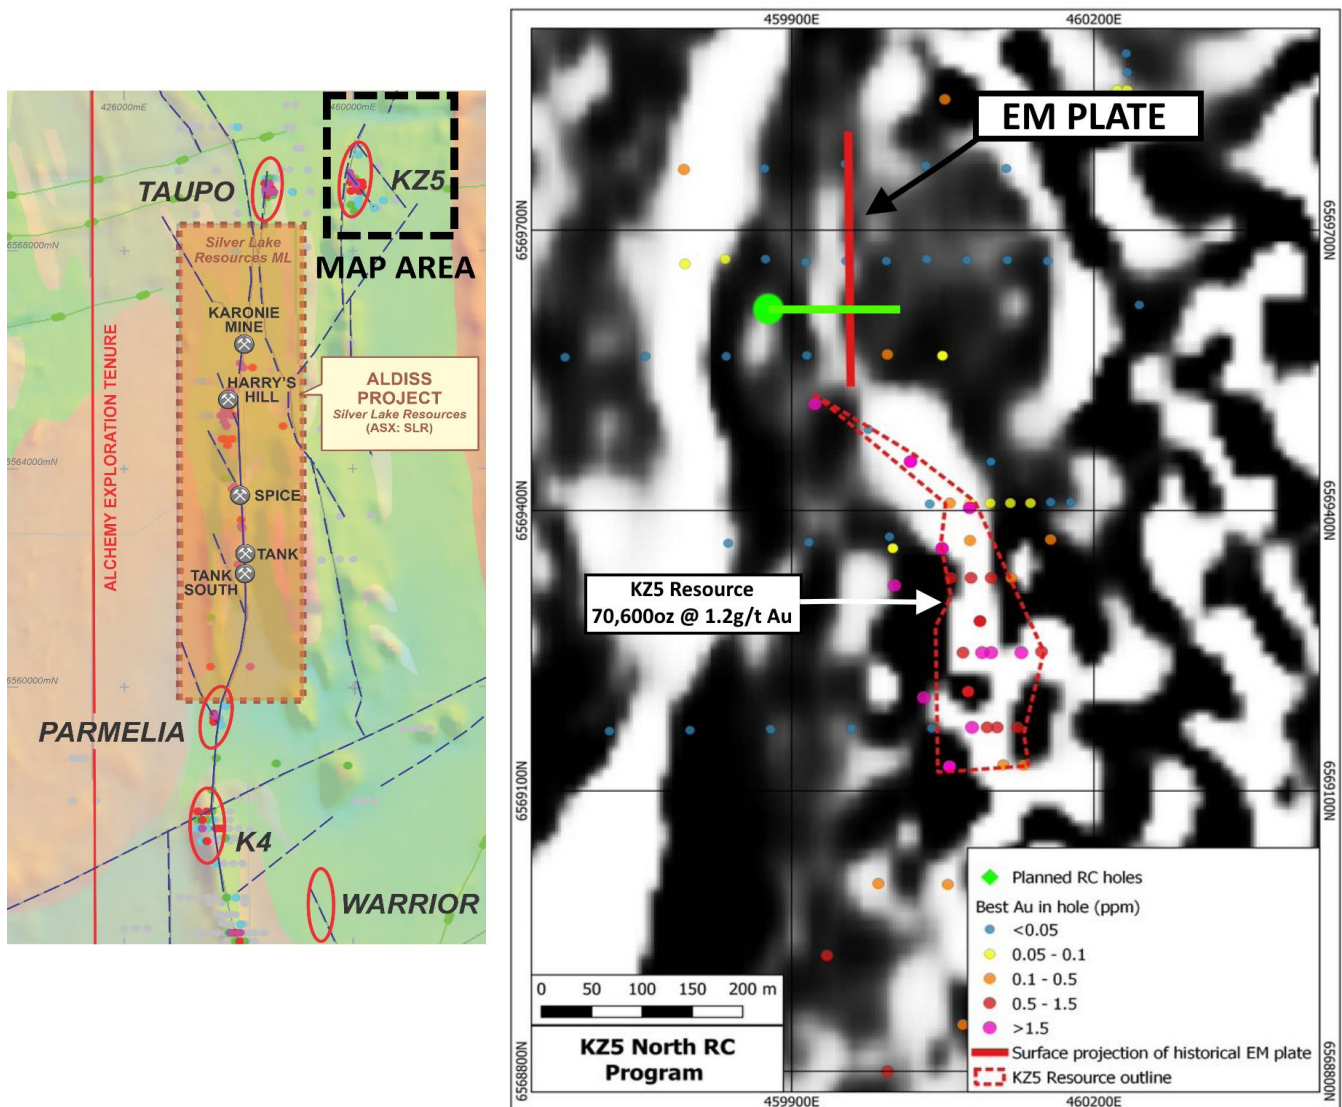 426000mE
460000mE
TAUPO
KZ5
6568000mN
Silver Lake
Resources ML
MAP AREA
KARONIE
MINE
ALCHEMY EXPLORATION TENURE
HARRY'S
HILL
ALDISS
PROJECT
Silver Lake Resources
(ASX: SLR)
6564000mN
SPICE
TANK
TANK
SOUTH
6560000mN
PARMELIA
K4
WARRIOR
459900E
460200E
EM PLATE
6569700N
6569700N
6569400N
6569400N
KZ5 Resource
70,600oz @ 1.2g/t Au
6569100N
6569100N
Planned RC holes
Best Au in hole (ppm)
<0.05
0.05 - 0.1
0.1 - 0.5
0.5 - 1.5
>1.5
Surface projection of historical EM plate
KZ5 Resource outline
0 50 100 150 200 m
KZ5 North RC
Program
6568800N
6568800N
459900E
460200E